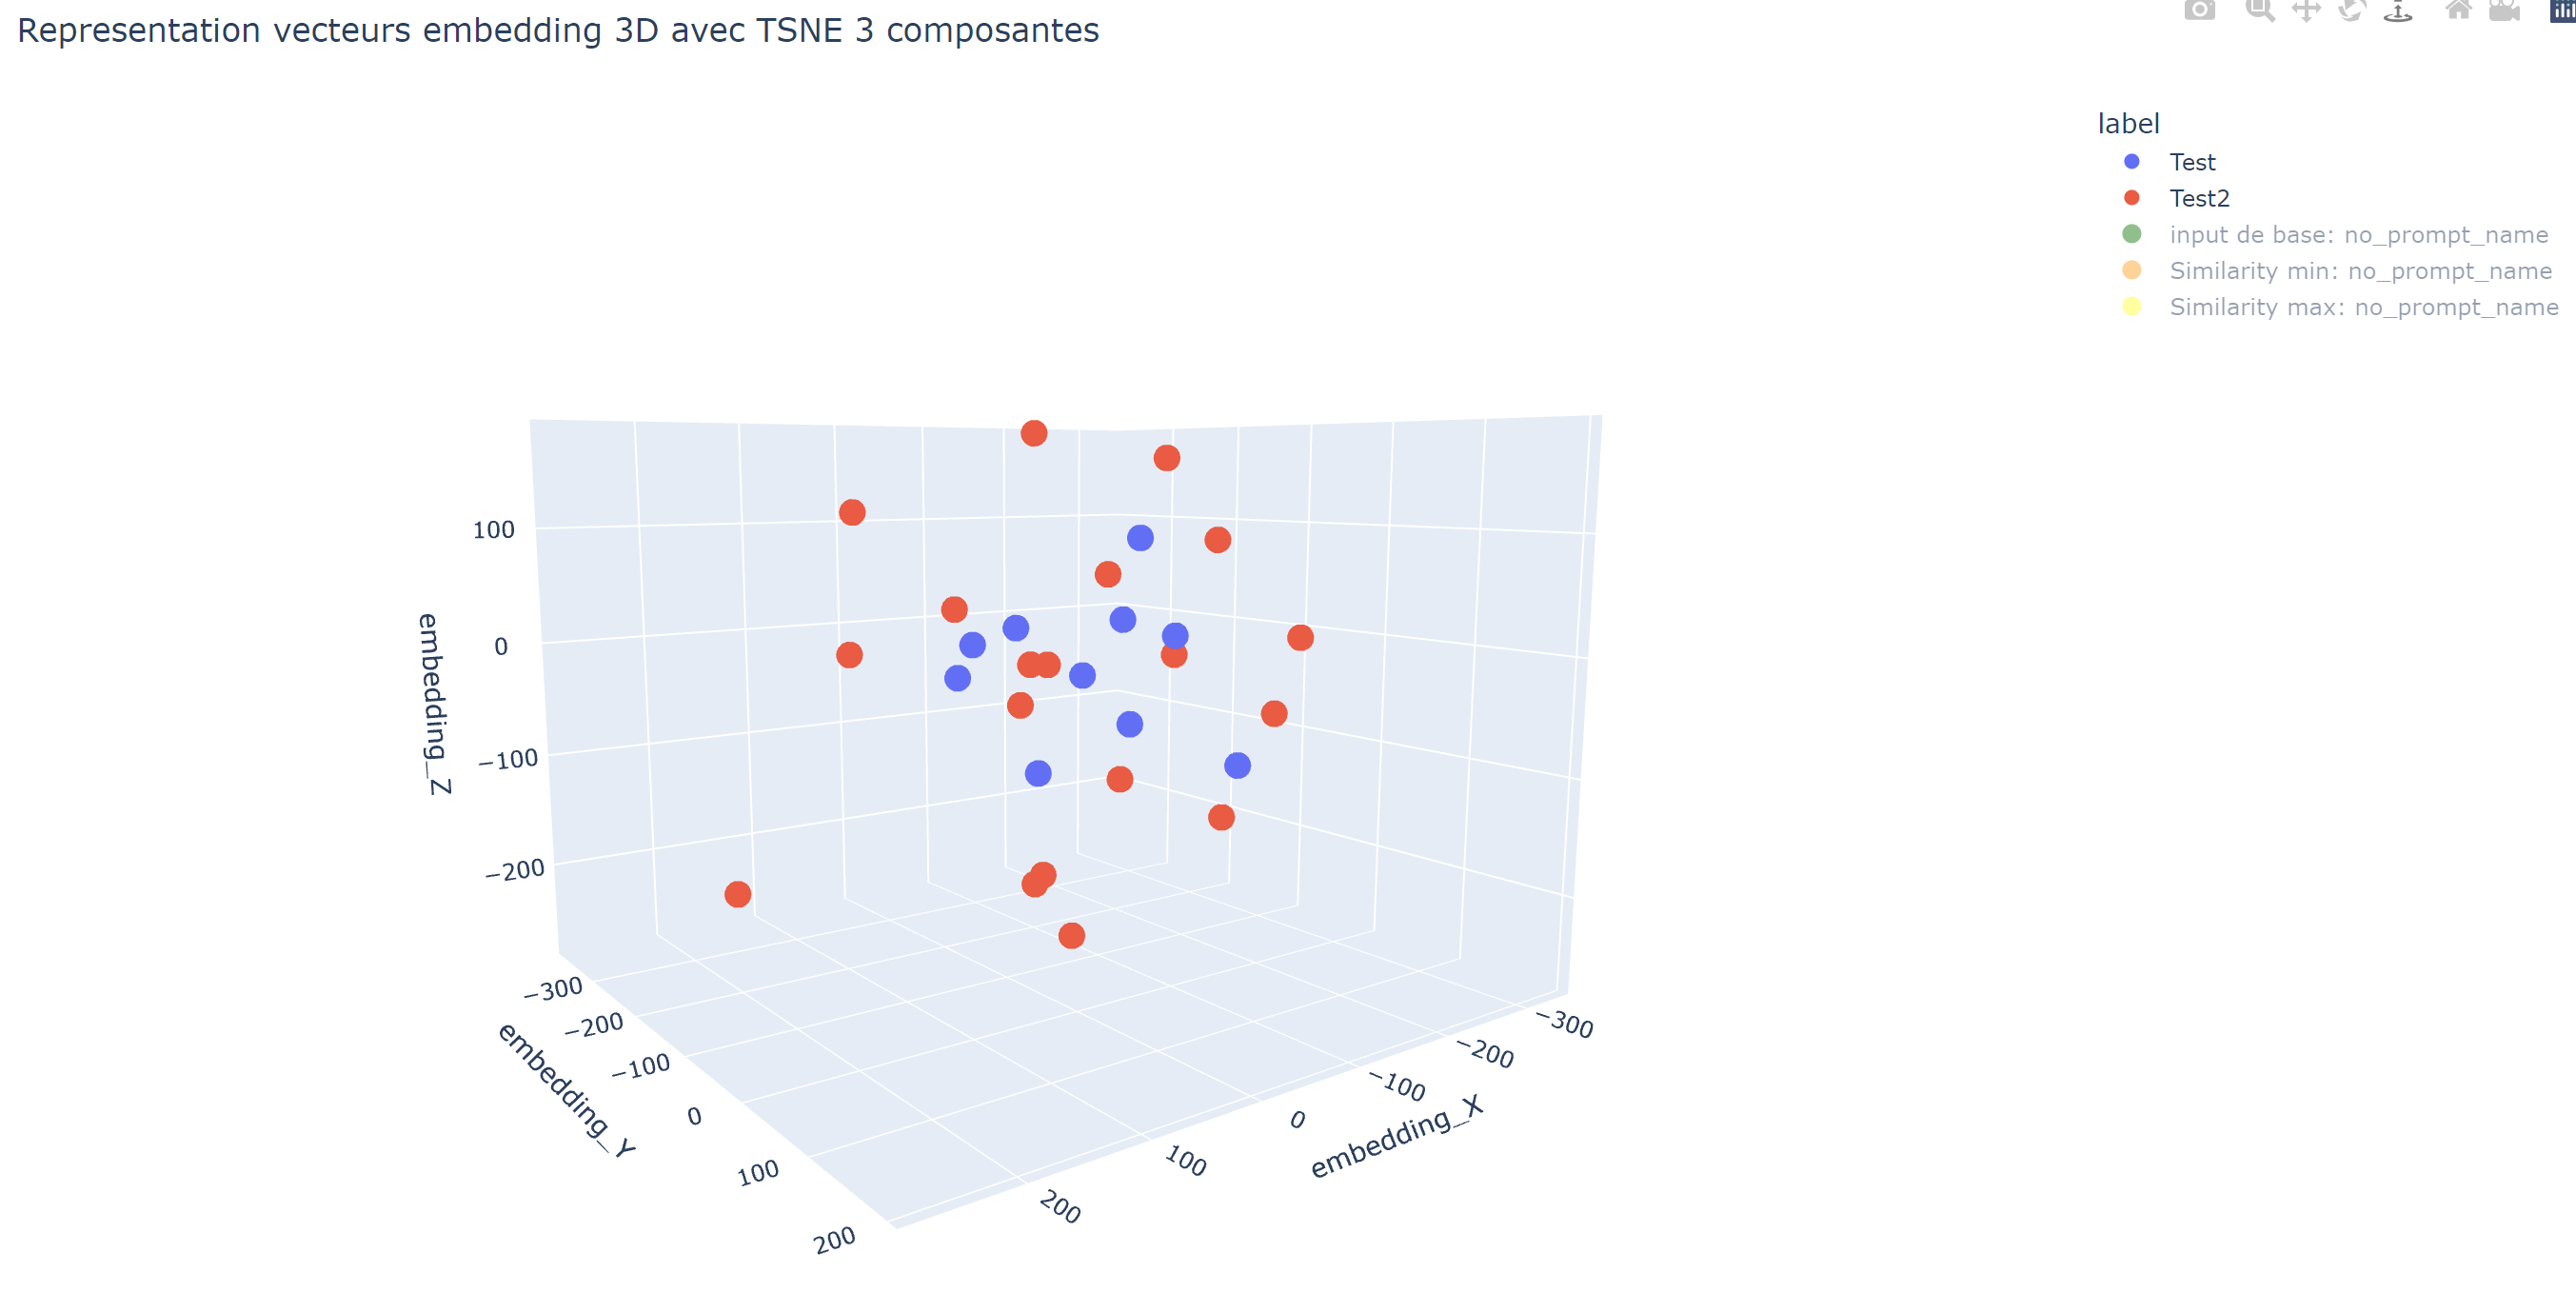 Representation vecteurs embedding 3D avec TSNE 3 composantes
label
Test
Test2
input de base: no_prompt_name
Similarity min: no_prompt_name
Similarity max: no_prompt_name
100
0
−100
−200
embedding_Z
−300
−200
−100
0
100
200
embedding_Y
−300
−200
−100
0
100
200
embedding_X